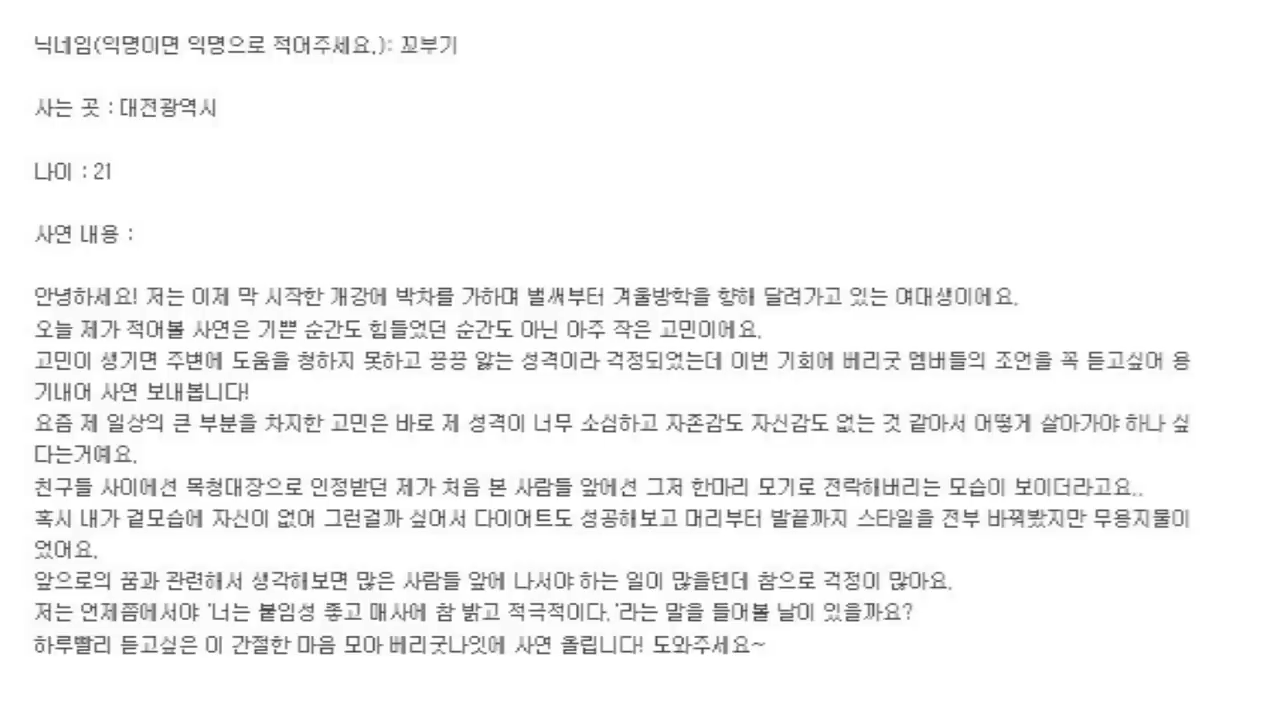 닉네임(익명이면 익명으로 적어주세요.): 꼬부기
사는 곳 : 대전광역시
나이 : 21
사연 내용 :
안녕하세요! 저는 이제 막 시작한 개강에 박차를 가하며 벌써부터 겨울방학을 향해 달려가고 있는 여대생이에요.
오늘 제가 적어볼 사연은 기쁜 순간도 힘들었던 순간도 아닌 아주 작은 고민이에요.
고민이 생기면 주변에 도움을 청하지 못하고 끙끙 앓는 성격이라 걱정되었는데 이번 기회에 베리굿 멤버들의 조언을 꼭 듣고싶어 용
기내어 사연 보내봅니다!
요즘 제 일상의 큰 부분을 차지한 고민은 바로 제 성격이 너무 소심하고 자존감도 자신감도 없는 것 같아서 어떻게 살아가야 하나 싶
다는거예요.
친구들 사이에선 목청대장으로 인정받던 제가 처음 본 사람들 앞에선 그저 한마리 모기로 전락해버리는 모습이 보이더라고요..
혹시 내가 겉모습에 자신이 없어 그런걸까 싶어서 다이어트도 성공해보고 머리부터 발끝까지 스타일을 전부 바꿔봤지만 무용지물이
었어요.
앞으로의 꿈과 관련해서 생각해보면 많은 사람들 앞에 나서야 하는 일이 많을텐데 참으로 걱정이 많아요.
저는 언제쯤에서야 '너는 붙임성 좋고 매사에 참 밝고 적극적이다.'라는 말을 들어볼 날이 있을까요?
하루빨리 듣고싶은 이 간절한 마음 모아 베리굿나잇에 사연 올립니다! 도와주세요~